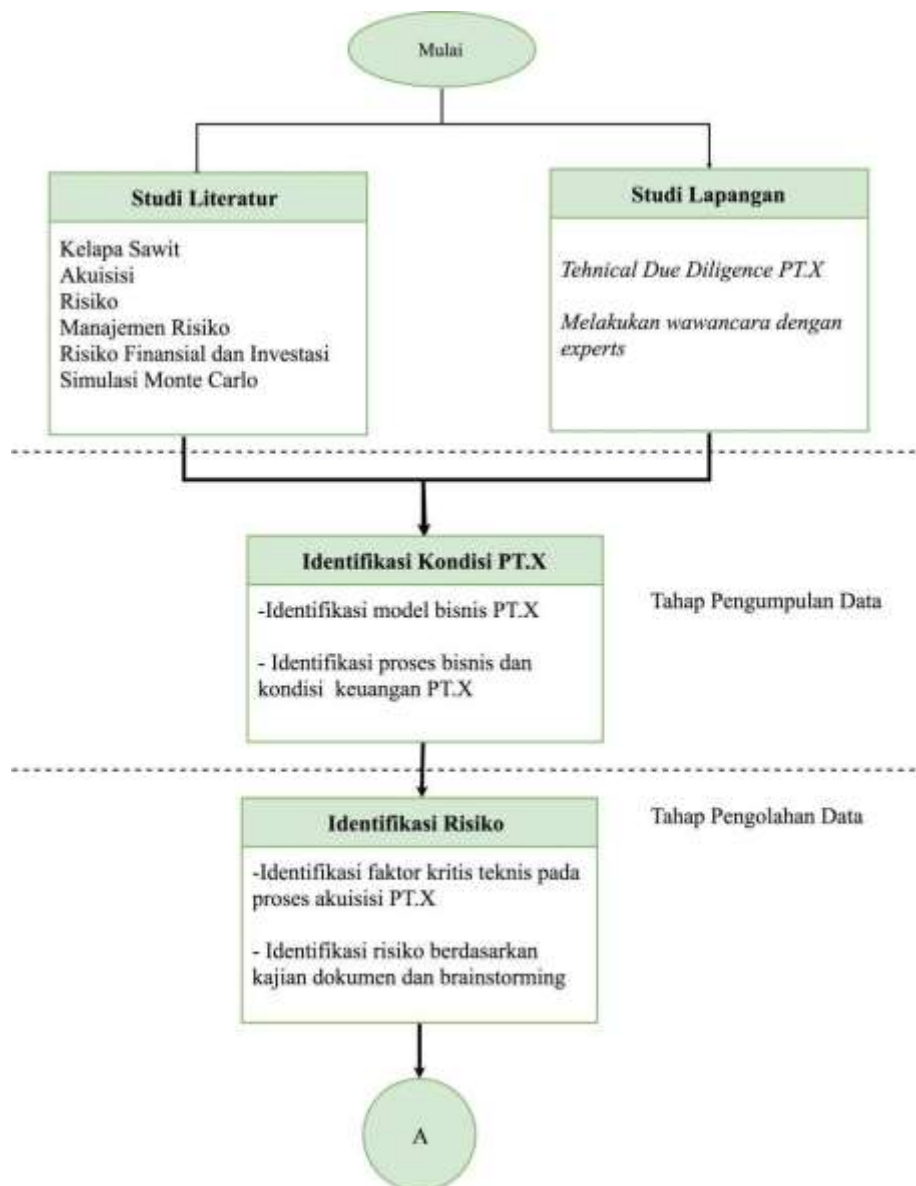 Mulai
Studi Literatur
Kelapa Sawit
Akuisisi
Risiko
Manajemen Risiko
Risiko Finansial dan Investasi
Simulasi Monte Carlo
Studi Lapangan
Tehnical Due Diligence PT.X
Melakukan wawancara dengan
experts
Identifikasi Kondisi PT.X
-Identifikasi model bisnis PT.X
- Identifikasi proses bisnis dan
kondisi keuangan PT.X
Tahap Pengumpulan Data
Identifikasi Risiko
-Identifikasi faktor kritis teknis pada
proses akuisisi PT.X
- Identifikasi risiko berdasarkan
kajian dokumen dan brainstorming
Tahap Pengolahan Data
A